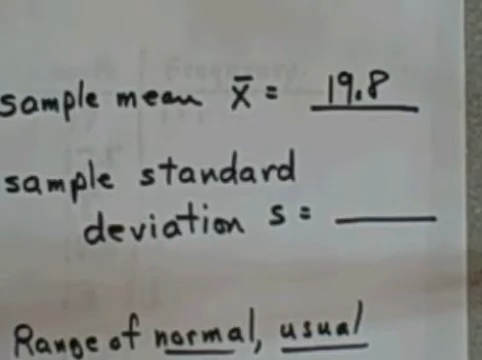 sample mean x̄ = 19.8
sample standard
deviation s =
Range of normal, usual